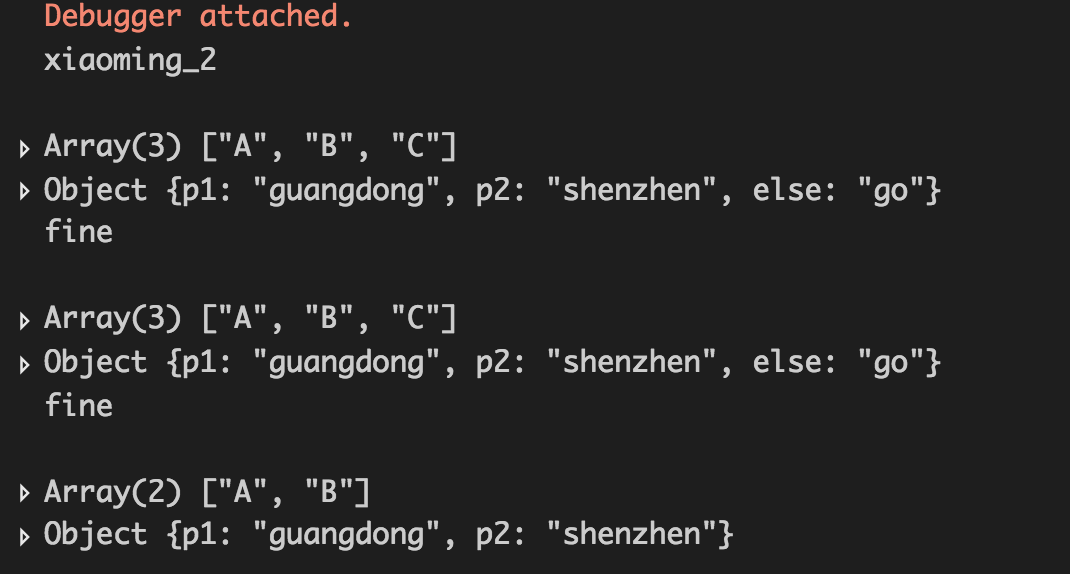 Debugger attached.
xiaoming_2
Array(3) ["A", "B", "C"]
Object {p1: "guangdong", p2: "shenzhen", else: "go"}
fine
Array(3) ["A", "B", "C"]
Object {p1: "guangdong", p2: "shenzhen", else: "go"}
fine
Array(2) ["A", "B"]
Object {p1: "guangdong", p2: "shenzhen"}